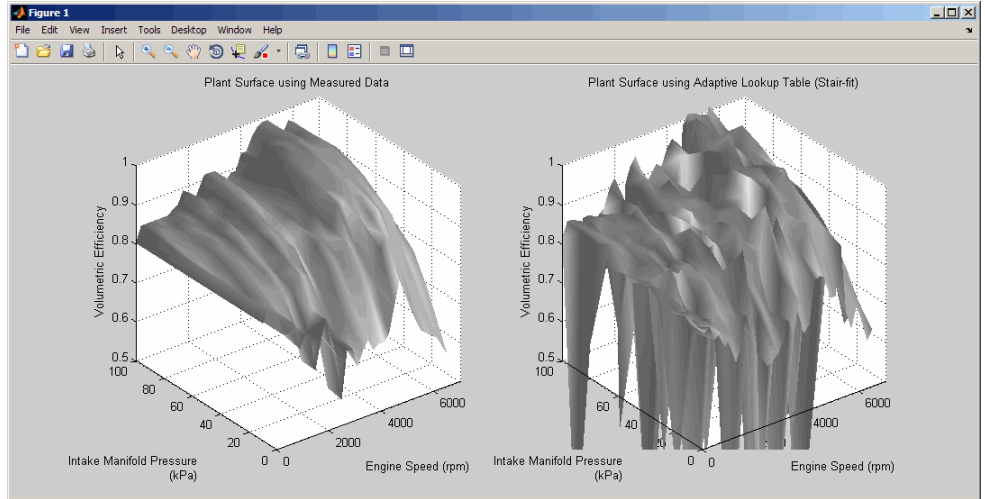 Figure 1
File Edit View Insert Tools Desktop Window Help
Plant Surface using Measured Data
1
0.9
0.8
0.7
0.6
0.5
Volumetric Efficiency
100
80
60
40
20
0
Intake Manifold Pressure
(kPa)
0
2000
4000
6000
Engine Speed (rpm)
Plant Surface using Adaptive Lookup Table (Stair-fit)
1
0.9
0.8
0.7
0.6
0.5
Volumetric Efficiency
100
60
0
Intake Manifold Pressure
(kPa)
0
4000
6000
Engine Speed (rpm)